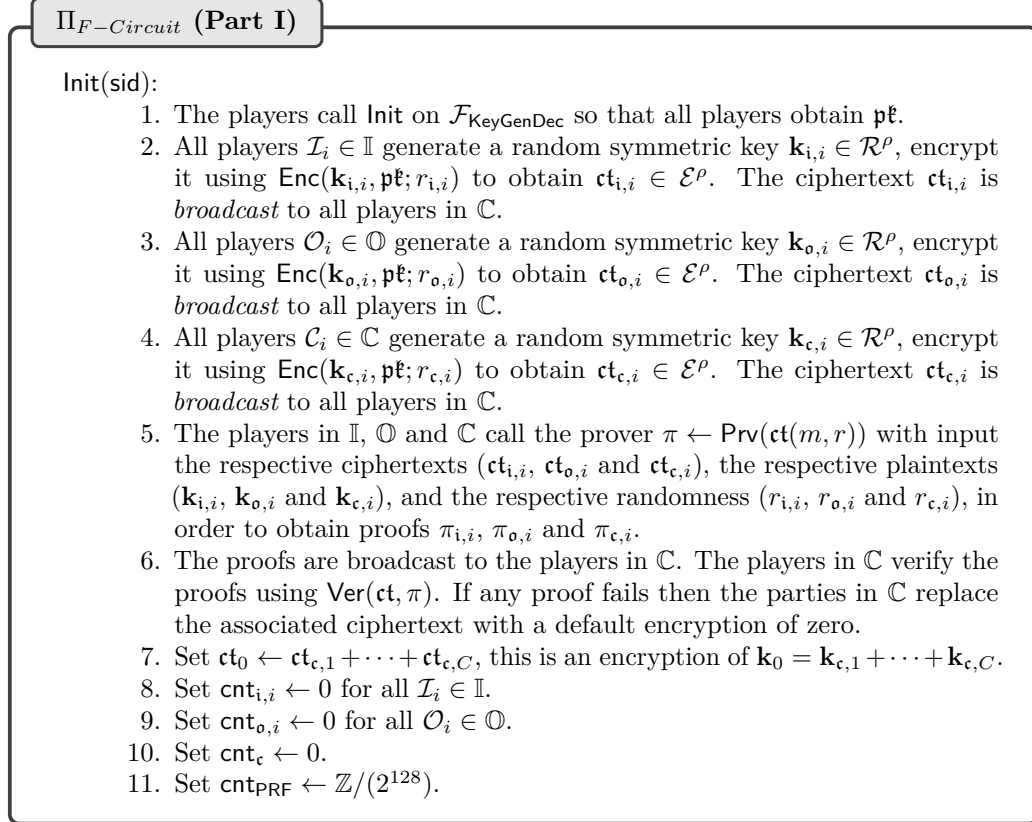 Π_{F−Circuit} (Part I)
Init(sid):
1. The players call Init on 𝓕_{KeyGenDec} so that all players obtain 𝔭𝔨.
2. All players 𝓘_i ∈ 𝕀 generate a random symmetric key 𝐤_{𝔦,i} ∈ 𝓡^ρ, encrypt
it using Enc(𝐤_{𝔦,i}, 𝔭𝔨; r_{𝔦,i}) to obtain 𝔠𝔱_{𝔦,i} ∈ 𝓔^ρ. The ciphertext 𝔠𝔱_{𝔦,i} is
broadcast to all players in ℂ.
3. All players 𝓞_i ∈ 𝕆 generate a random symmetric key 𝐤_{𝔬,i} ∈ 𝓡^ρ, encrypt
it using Enc(𝐤_{𝔬,i}, 𝔭𝔨; r_{𝔬,i}) to obtain 𝔠𝔱_{𝔬,i} ∈ 𝓔^ρ. The ciphertext 𝔠𝔱_{𝔬,i} is
broadcast to all players in ℂ.
4. All players 𝓒_i ∈ ℂ generate a random symmetric key 𝐤_{𝔠,i} ∈ 𝓡^ρ, encrypt
it using Enc(𝐤_{𝔠,i}, 𝔭𝔨; r_{𝔠,i}) to obtain 𝔠𝔱_{𝔠,i} ∈ 𝓔^ρ. The ciphertext 𝔠𝔱_{𝔠,i} is
broadcast to all players in ℂ.
5. The players in 𝕀, 𝕆 and ℂ call the prover π ← Prv(𝔠𝔱(m, r)) with input
the respective ciphertexts (𝔠𝔱_{𝔦,i}, 𝔠𝔱_{𝔬,i} and 𝔠𝔱_{𝔠,i}), the respective plaintexts
(𝐤_{𝔦,i}, 𝐤_{𝔬,i} and 𝐤_{𝔠,i}), and the respective randomness (r_{𝔦,i}, r_{𝔬,i} and r_{𝔠,i}), in
order to obtain proofs π_{𝔦,i}, π_{𝔬,i} and π_{𝔠,i}.
6. The proofs are broadcast to the players in ℂ. The players in ℂ verify the
proofs using Ver(𝔠𝔱, π). If any proof fails then the parties in ℂ replace
the associated ciphertext with a default encryption of zero.
7. Set 𝔠𝔱_0 ← 𝔠𝔱_{𝔠,1} + ··· + 𝔠𝔱_{𝔠,C}, this is an encryption of 𝐤_0 = 𝐤_{𝔠,1} + ··· + 𝐤_{𝔠,C}.
8. Set cnt_{𝔦,i} ← 0 for all 𝓘_i ∈ 𝕀.
9. Set cnt_{𝔬,i} ← 0 for all 𝓞_i ∈ 𝕆.
10. Set cnt_𝔠 ← 0.
11. Set cnt_{PRF} ← ℤ/(2^{128}).